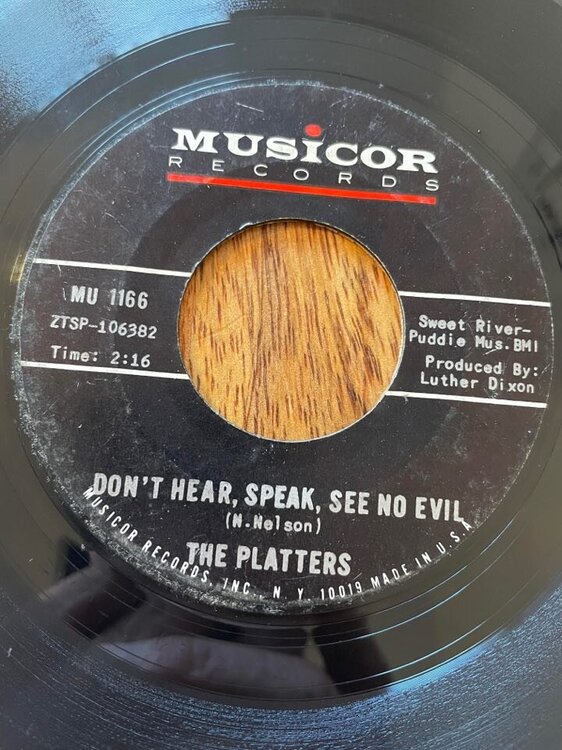 MUSiCOR
RECORDS
MU 1166
ZTSP-106382
Time: 2:16
Sweet River-
Puddie Mus. BMI
Produced By:
Luther Dixon
DON'T HEAR, SPEAK, SEE NO EVIL
(N.Nelson)
THE PLATTERS
MUSICOR RECORDS, INC., N. Y. 10019 MADE IN U.S.A